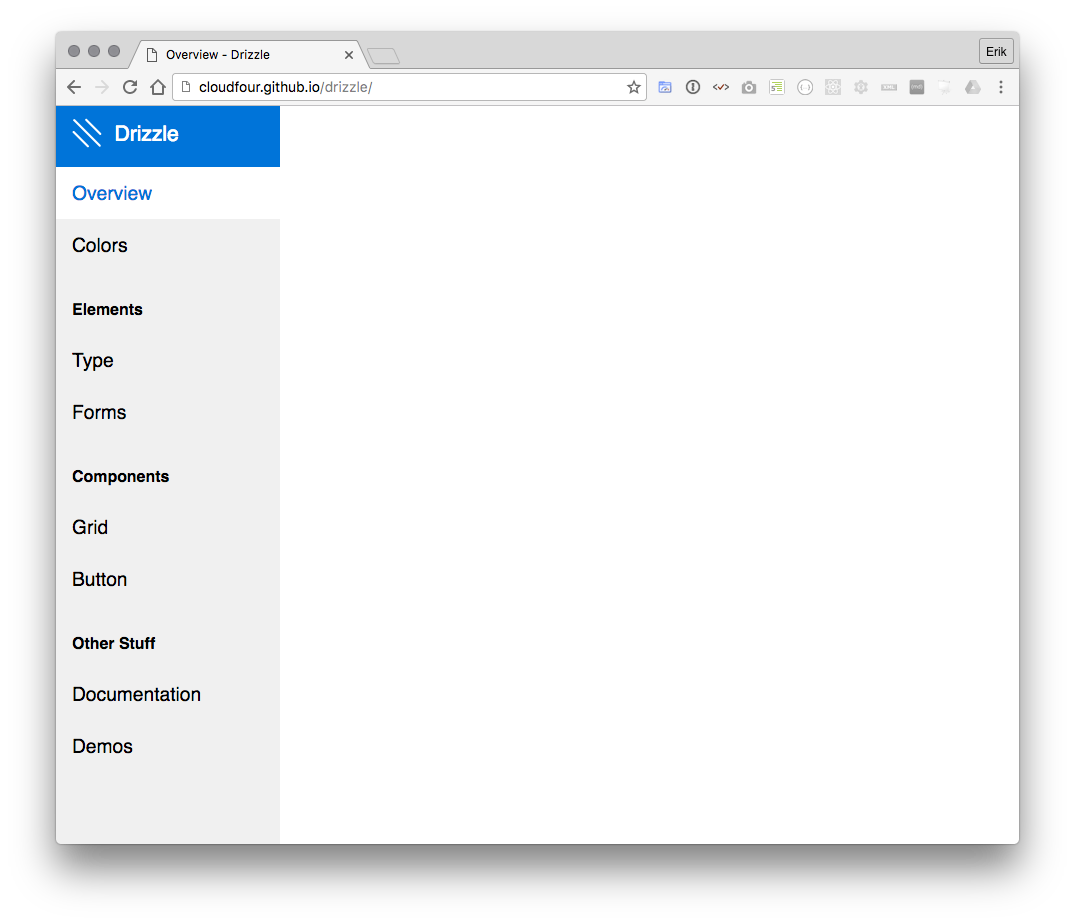 Overview - Drizzle
Erik
cloudfour.github.io/drizzle/
Drizzle
Overview
Colors
Elements
Type
Forms
Components
Grid
Button
Other Stuff
Documentation
Demos